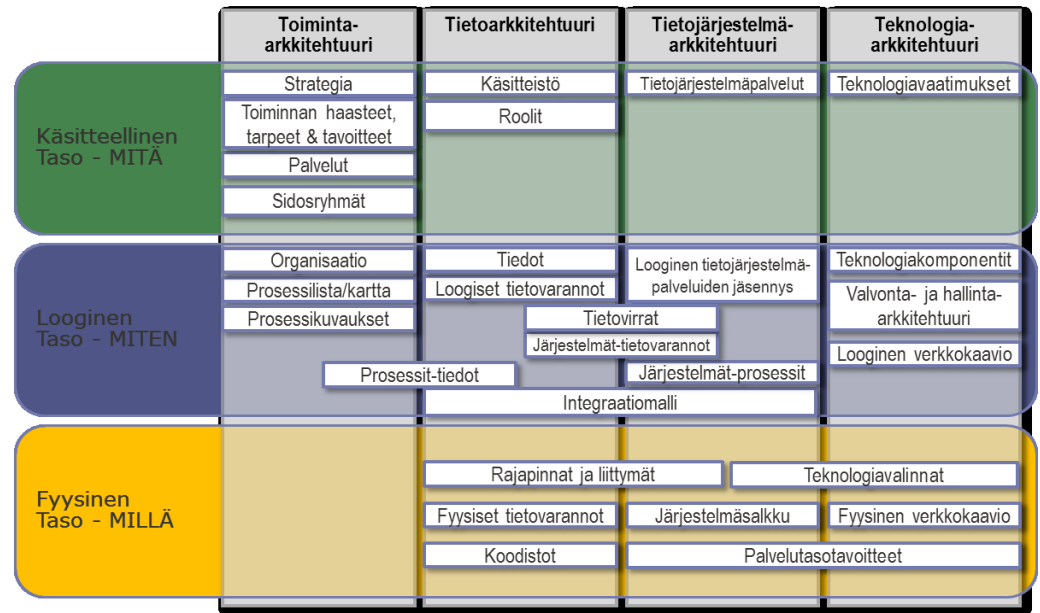 Toiminta-
arkkitehtuuri
Tietoarkkitehtuuri
Tietojärjestelmä-
arkkitehtuuri
Teknologia-
arkkitehtuuri
Käsitteellinen
Taso - MITÄ
Strategia
Käsitteistö
Tietojärjestelmäpalvelut
Teknologiavaatimukset
Toiminnan haasteet,
tarpeet & tavoitteet
Roolit
Palvelut
Sidosryhmät
Looginen
Taso - MITEN
Organisaatio
Tiedot
Looginen tietojärjestelmä-
palveluiden jäsennys
Teknologiakomponentit
Prosessilista/kartta
Loogiset tietovarannot
Valvonta- ja hallinta-
arkkitehtuuri
Prosessikuvaukset
Tietovirrat
Järjestelmät-tietovarannot
Looginen verkkokaavio
Prosessit-tiedot
Järjestelmät-prosessit
Integraatiomalli
Fyysinen
Taso - MILLÄ
Rajapinnat ja liittymät
Teknologiavalinnat
Fyysiset tietovarannot
Järjestelmäsalkku
Fyysinen verkkokaavio
Koodistot
Palvelutasotavoitteet